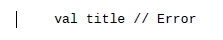 val title // Error